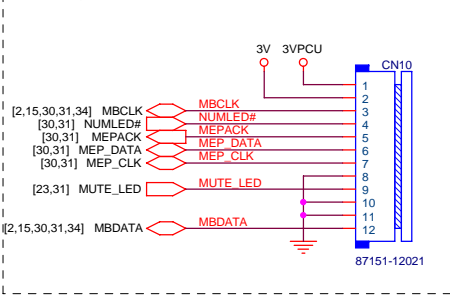 3V 3VPCU
CN10
[2,15,30,31,34] MBCLK MBCLK
[30,31] NUMLED# NUMLED#
[30,31] MEPACK MEPACK
[30,31] MEP_DATA MEP_DATA
[30,31] MEP_CLK MEP_CLK
[23,31] MUTE_LED MUTE_LED
[2,15,30,31,34] MBDATA MBDATA
1
2
3
4
5
6
7
8
9
10
11
12
87151-12021